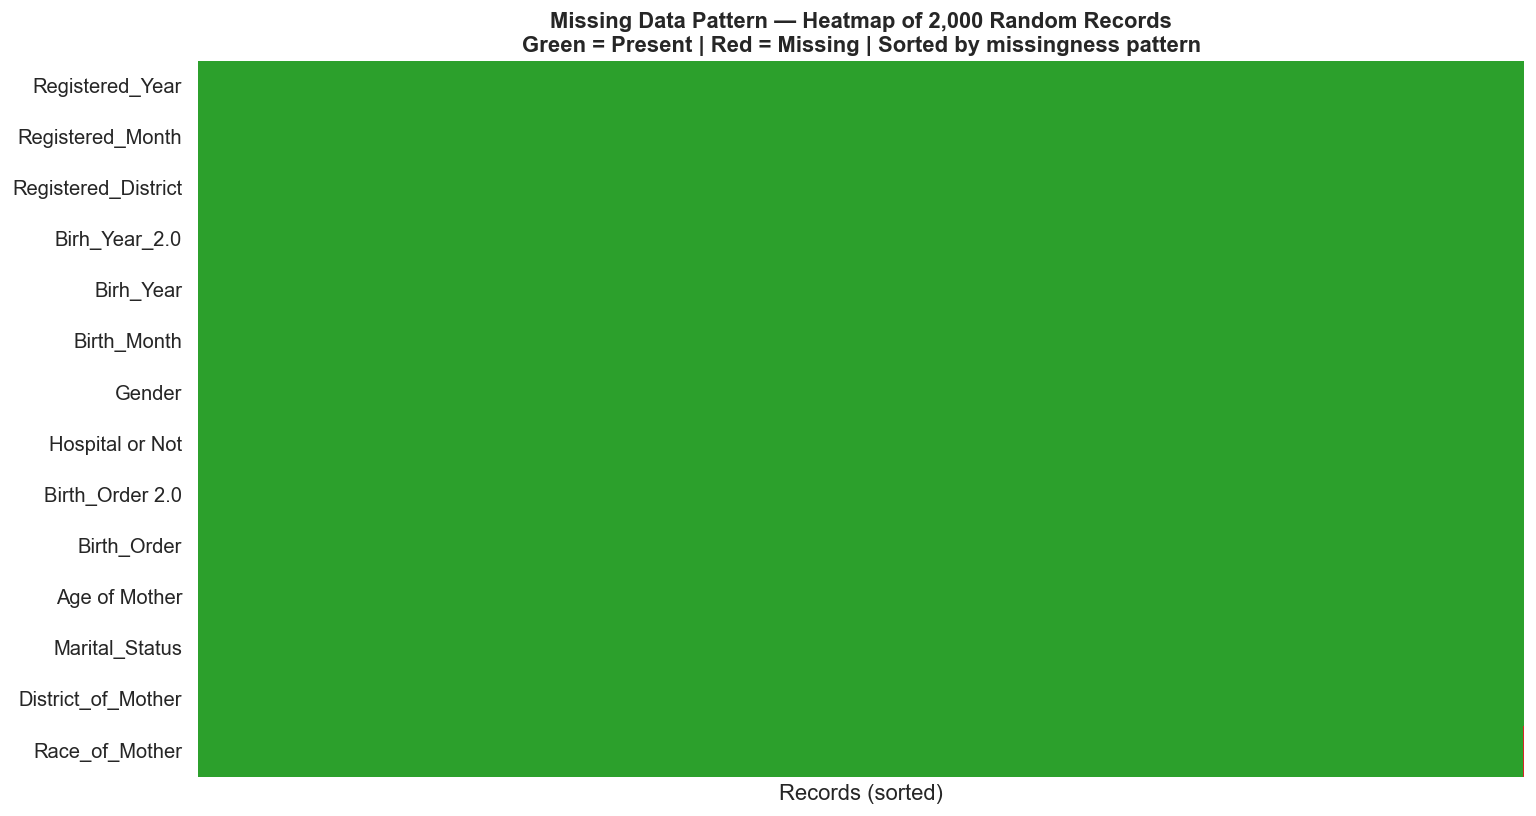 Missing Data Pattern — Heatmap of 2,000 Random Records
Green = Present | Red = Missing | Sorted by missingness pattern
Registered_Year
Registered_Month
Registered_District
Birh_Year_2.0
Birh_Year
Birth_Month
Gender
Hospital or Not
Birth_Order 2.0
Birth_Order
Age of Mother
Marital_Status
District_of_Mother
Race_of_Mother
Records (sorted)